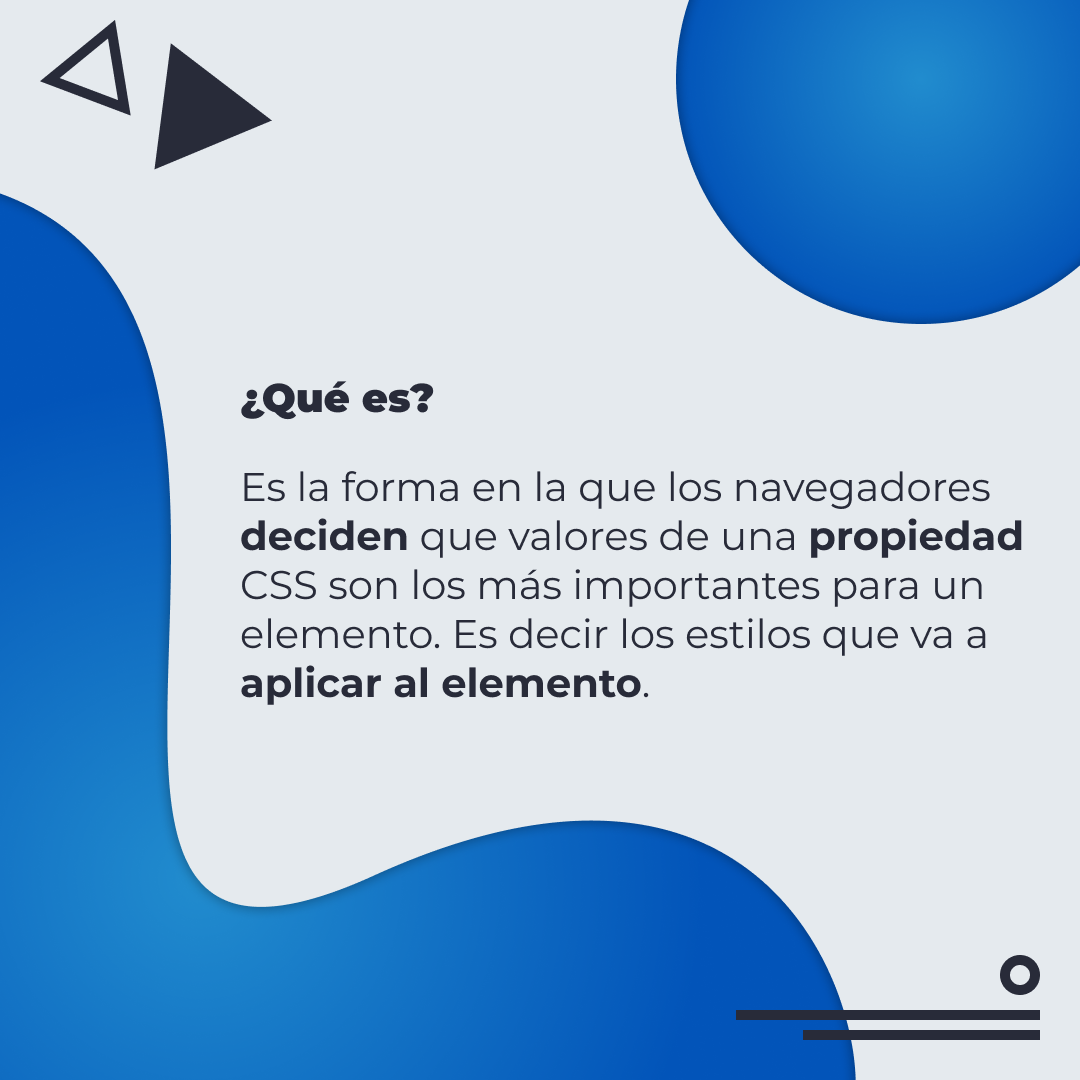 ¿Qué es?
Es la forma en la que los navegadores
deciden que valores de una propiedad
CSS son los más importantes para un
elemento. Es decir los estilos que va a
aplicar al elemento.